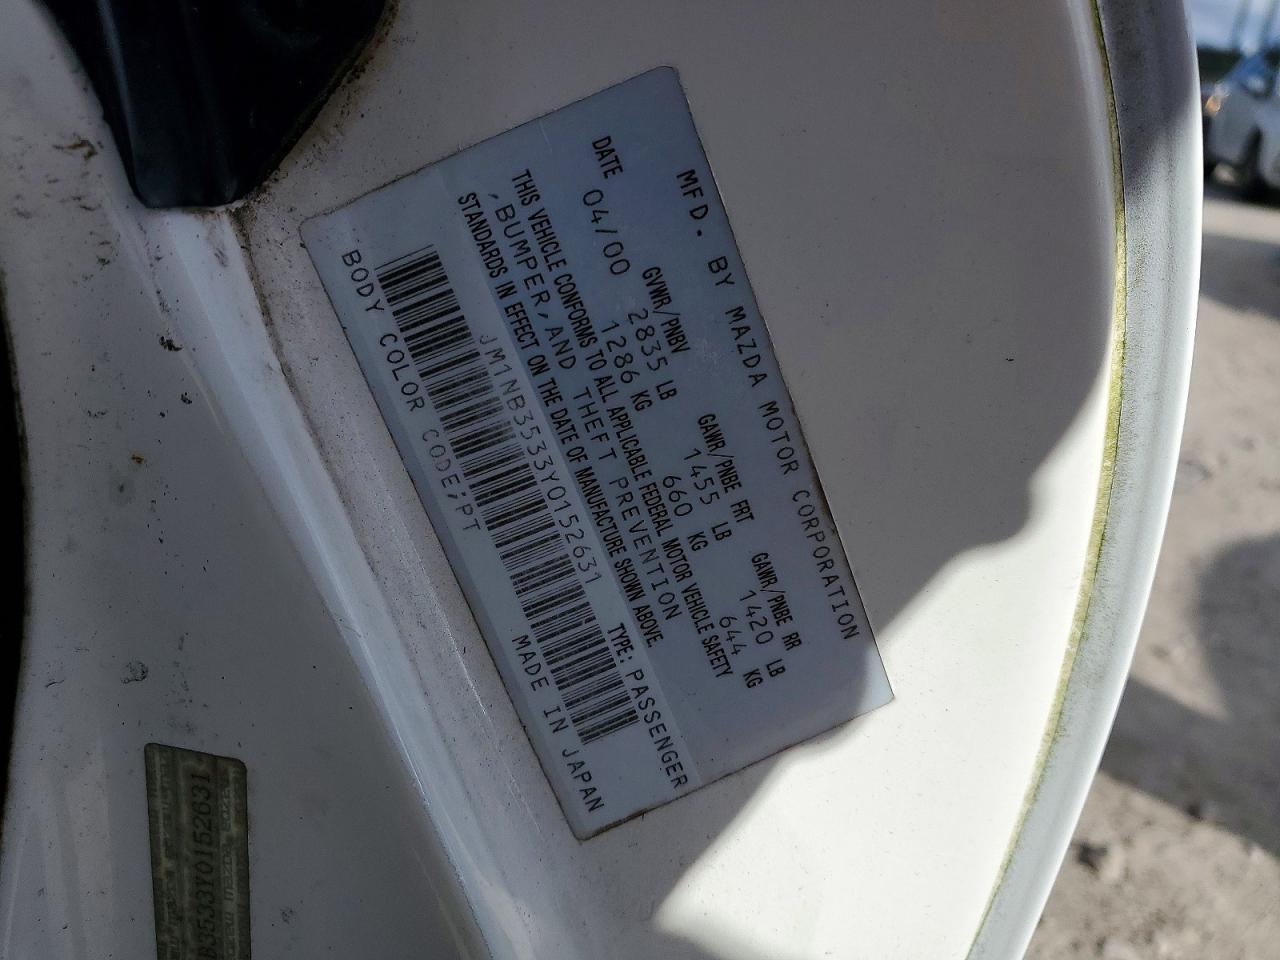 MFD. BY MAZDA MOTOR CORPORATION
DATE GVWR/PNBV GAWR/PNBE FRT GAWR/PNBE RR
04/00 2835 LB 1455 LB 1420 LB
1286 KG 660 KG 644 KG
THIS VEHICLE CONFORMS TO ALL APPLICABLE FEDERAL MOTOR VEHICLE SAFETY
, BUMPER, AND THEFT PREVENTION
STANDARDS IN EFFECT ON THE DATE OF MANUFACTURE SHOWN ABOVE.
JM1NB3533Y0152631 TYPE: PASSENGER
BODY COLOR CODE;PT MADE IN JAPAN
B3533Y0152631